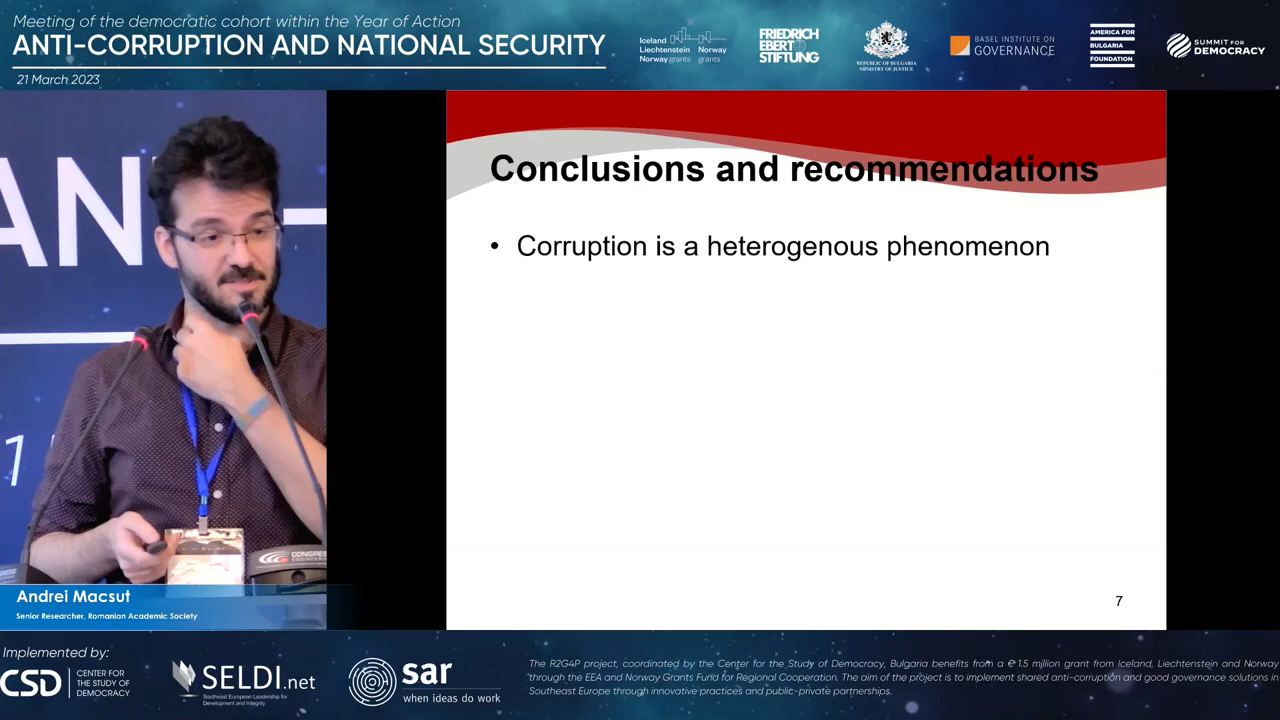 Meeting of the democratic cohort within the Year of Action
ANTI-CORRUPTION AND NATIONAL SECURITY
21 March 2023
Iceland
Liechtenstein Norway
Norway grants grants
FRIEDRICH
EBERT
STIFTUNG
REPUBLIC OF BULGARIA
MINISTRY OF JUSTICE
BASEL INSTITUTE ON
GOVERNANCE
AMERICA FOR
BULGARIA
FOUNDATION
SUMMIT FOR
DEMOCRACY
AN
1
CONGRESS
ENGINEERING
Conclusions and recommendations
• Corruption is a heterogenous phenomenon
7
Andrei Macsut
Senior Researcher, Romanian Academic Society
Implemented by:
CSD
CENTER FOR
THE STUDY OF
DEMOCRACY
SELDI.net
Southeast European Leadership for
Development and Integrity
sar
when ideas do work
The R2G4P project, coordinated by the Center for the Study of Democracy, Bulgaria benefits from a € 1.5 million grant from Iceland, Liechtenstein and Norway
through the EEA and Norway Grants Fund for Regional Cooperation. The aim of the project is to implement shared anti-corruption and good governance solutions in
Southeast Europe through innovative practices and public-private partnerships.